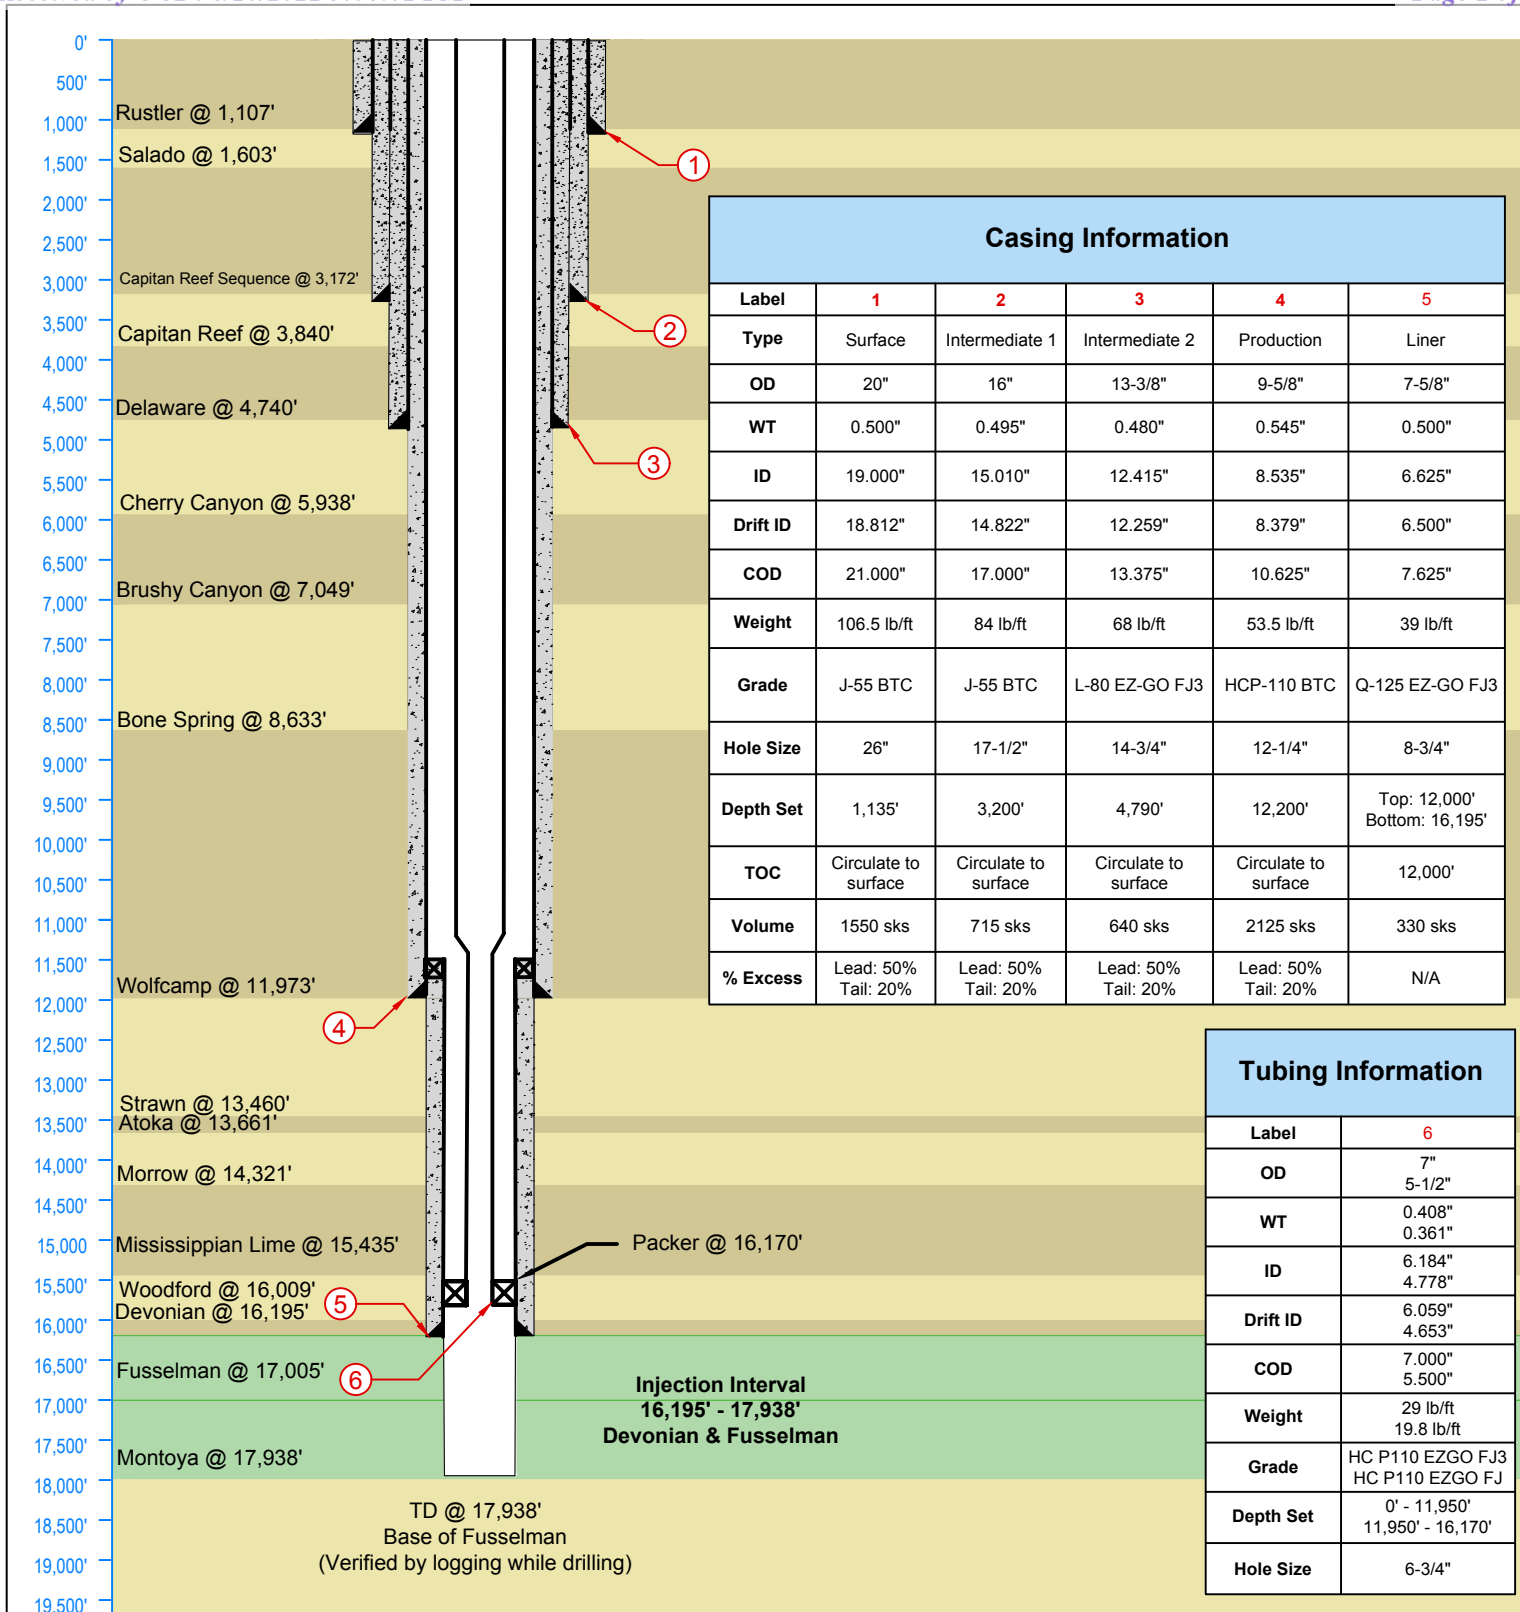 0'
500'
Rustler @ 1,107'
1,000'
Salado @ 1,603'
1,500'
1
2,000'
2,500'
Capitan Reef Sequence @ 3,172'
3,000'
3,500'
Capitan Reef @ 3,840'
2
4,000'
Delaware @ 4,740'
4,500'
5,000'
3
5,500'
Cherry Canyon @ 5,938'
6,000'
6,500'
Brushy Canyon @ 7,049'
7,000'
7,500'
8,000'
Bone Spring @ 8,633'
8,500'
9,000'
9,500'
10,000'
10,500'
11,000'
11,500'
Wolfcamp @ 11,973'
12,000'
4
12,500'
13,000'
Strawn @ 13,460'
13,500'
Atoka @ 13,661'
14,000'
Morrow @ 14,321'
14,500'
15,000
Mississippian Lime @ 15,435'
Packer @ 16,170'
15,500'
Woodford @ 16,009'
Devonian @ 16,195'
5
16,000'
16,500'
Fusselman @ 17,005'
6
17,000'
Injection Interval
16,195' - 17,938'
Devonian & Fusselman
17,500'
Montoya @ 17,938'
18,000'
TD @ 17,938'
Base of Fusselman
(Verified by logging while drilling)
18,500'
19,000'
19,500'
Casing Information
Label 1 2 3 4 5
Type Surface Intermediate 1 Intermediate 2 Production Liner
OD 20" 16" 13-3/8" 9-5/8" 7-5/8"
WT 0.500" 0.495" 0.480" 0.545" 0.500"
ID 19.000" 15.010" 12.415" 8.535" 6.625"
Drift ID 18.812" 14.822" 12.259" 8.379" 6.500"
COD 21.000" 17.000" 13.375" 10.625" 7.625"
Weight 106.5 lb/ft 84 lb/ft 68 lb/ft 53.5 lb/ft 39 lb/ft
Grade J-55 BTC J-55 BTC L-80 EZ-GO FJ3 HCP-110 BTC Q-125 EZ-GO FJ3
Hole Size 26" 17-1/2" 14-3/4" 12-1/4" 8-3/4"
Depth Set 1,135' 3,200' 4,790' 12,200' Top: 12,000'
Bottom: 16,195'
TOC Circulate to Circulate to Circulate to Circulate to 12,000'
surface surface surface surface
Volume 1550 sks 715 sks 640 sks 2125 sks 330 sks
% Excess Lead: 50% Lead: 50% Lead: 50% Lead: 50% N/A
Tail: 20% Tail: 20% Tail: 20% Tail: 20%
Tubing Information
Label 6
OD 7"
5-1/2"
WT 0.408"
0.361"
ID 6.184"
4.778"
Drift ID 6.059"
4.653"
COD 7.000"
5.500"
Weight 29 lb/ft
19.8 lb/ft
Grade HC P110 EZGO FJ3
HC P110 EZGO FJ
Depth Set 0' - 11,950'
11,950' - 16,170'
Hole Size 6-3/4"